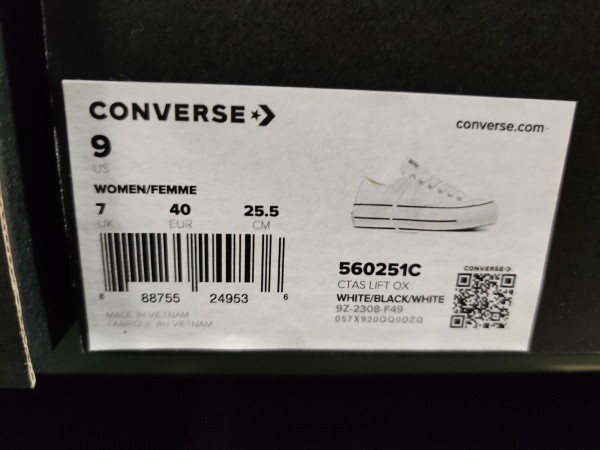 CONVERSE
converse.com
9
US
WOMEN/FEMME
7 40 25.5
UK EUR CM
6 88755 24953 6
MADE IN VIETNAM
FABRIQUÉ AU VIETNAM
560251C
CTAS LIFT OX
WHITE/BLACK/WHITE
9Z-2308-F49
057X920QQ0DZ0
CONVERSE